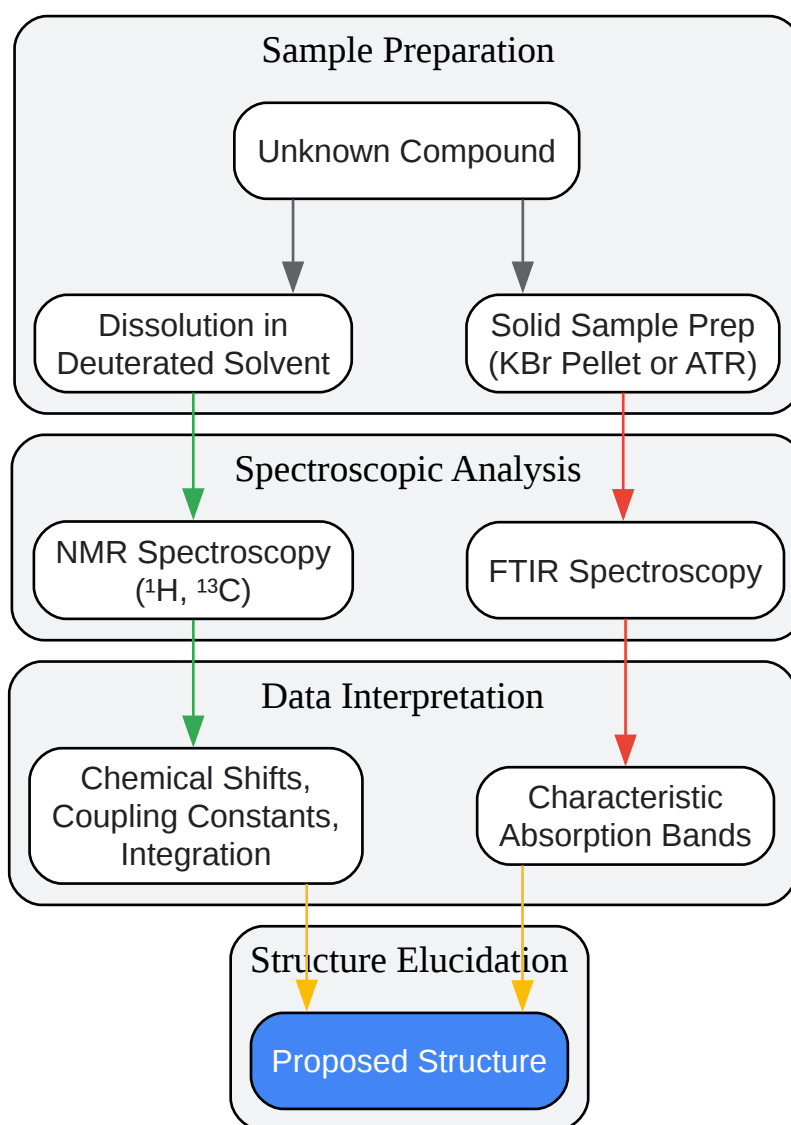 Sample Preparation
Unknown Compound
Dissolution in
Deuterated Solvent
Solid Sample Prep
(KBr Pellet or ATR)
Spectroscopic Analysis
NMR Spectroscopy
(¹H, ¹³C)
FTIR Spectroscopy
Data Interpretation
Chemical Shifts,
Coupling Constants,
Integration
Characteristic
Absorption Bands
Structure Elucidation
Proposed Structure